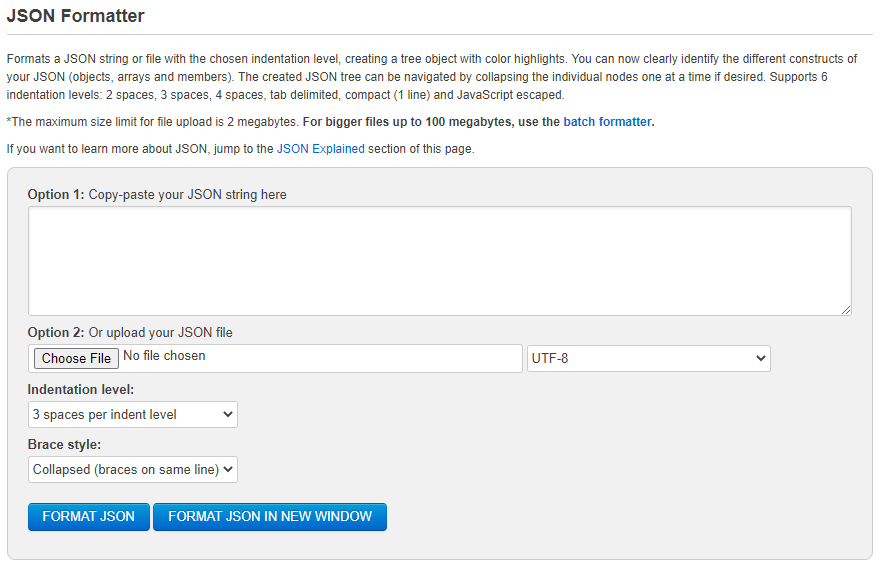 JSON Formatter
Formats a JSON string or file with the chosen indentation level, creating a tree object with color highlights. You can now clearly identify the different constructs of
your JSON (objects, arrays and members). The created JSON tree can be navigated by collapsing the individual nodes one at a time if desired. Supports 6
indentation levels: 2 spaces, 3 spaces, 4 spaces, tab delimited, compact (1 line) and JavaScript escaped.
*The maximum size limit for file upload is 2 megabytes. For bigger files up to 100 megabytes, use the batch formatter.
If you want to learn more about JSON, jump to the JSON Explained section of this page.
Option 1: Copy-paste your JSON string here
Option 2: Or upload your JSON file
Choose File No file chosen UTF-8
Indentation level:
3 spaces per indent level
Brace style:
Collapsed (braces on same line)
FORMAT JSON FORMAT JSON IN NEW WINDOW